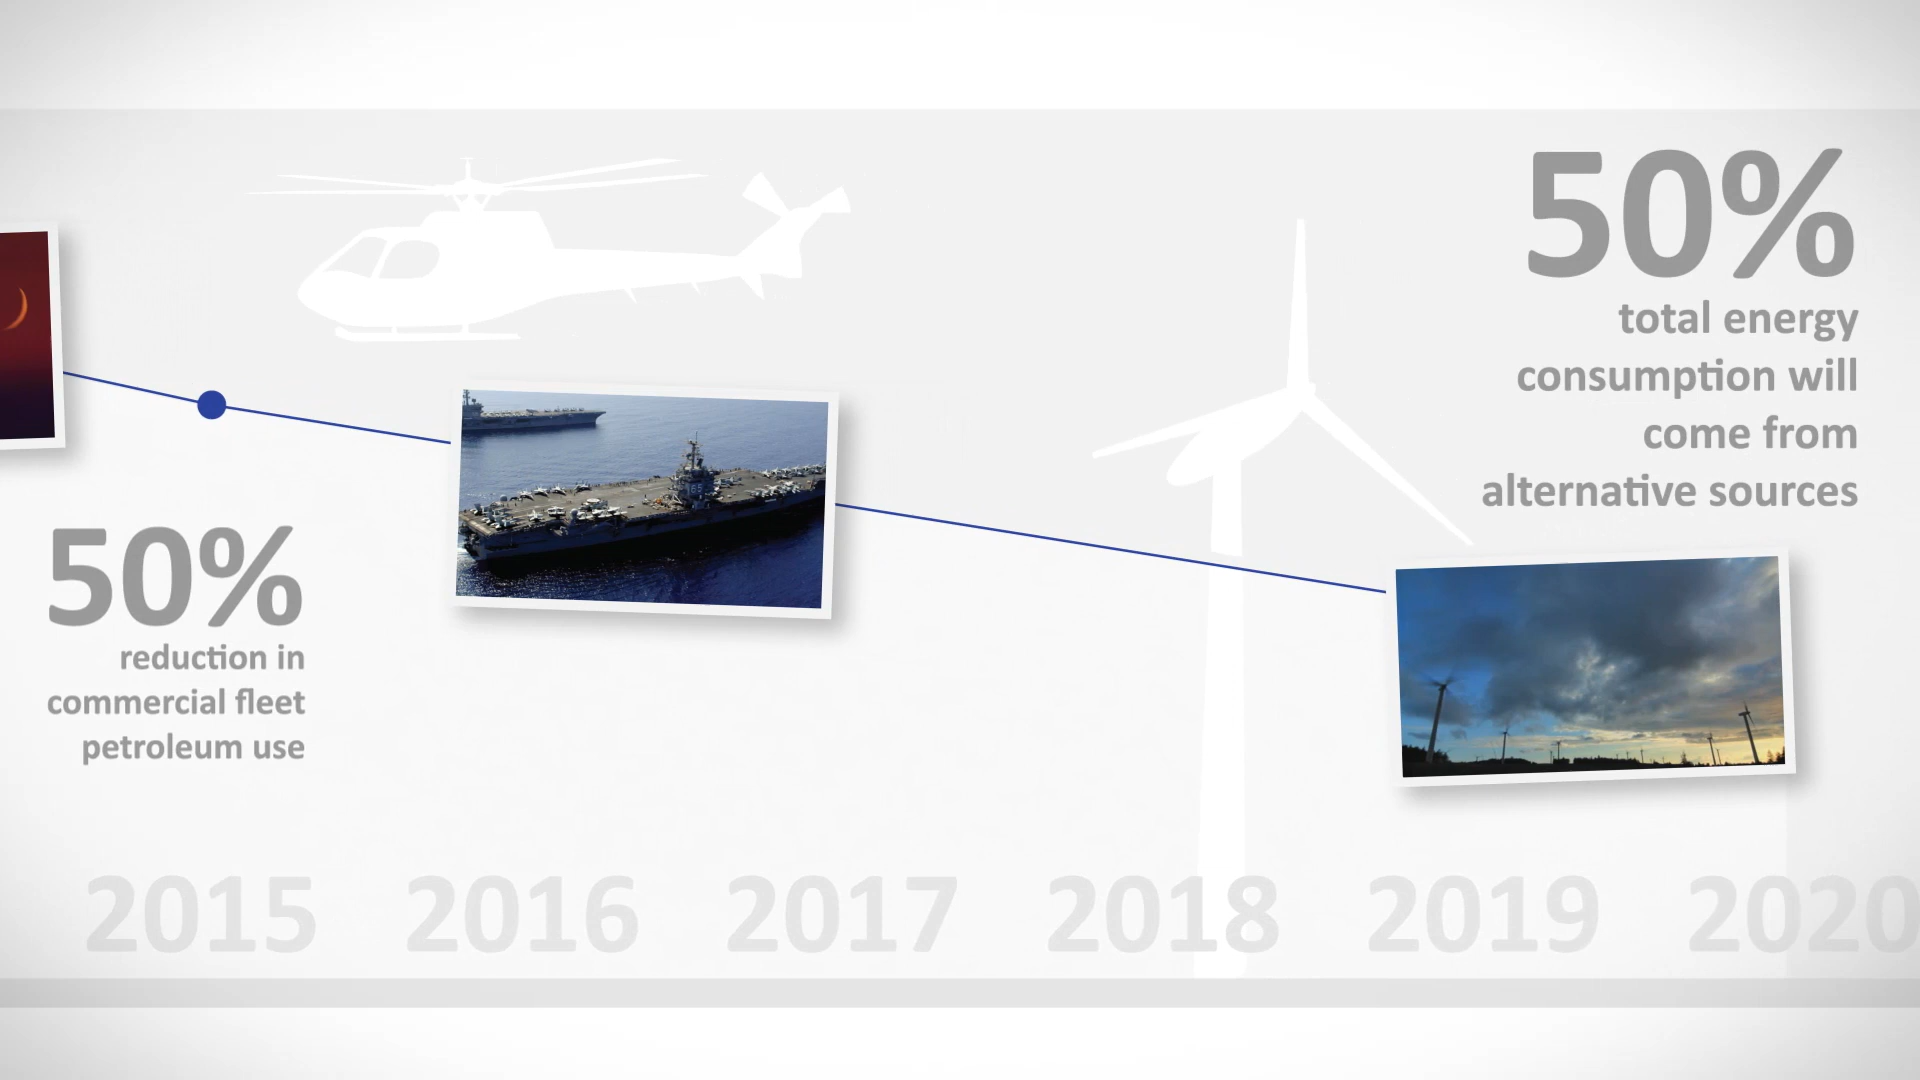 50%
total energy
consumption will
come from
alternative sources
50%
reduction in
commercial fleet
petroleum use
2015 2016 2017 2018 2019 2020